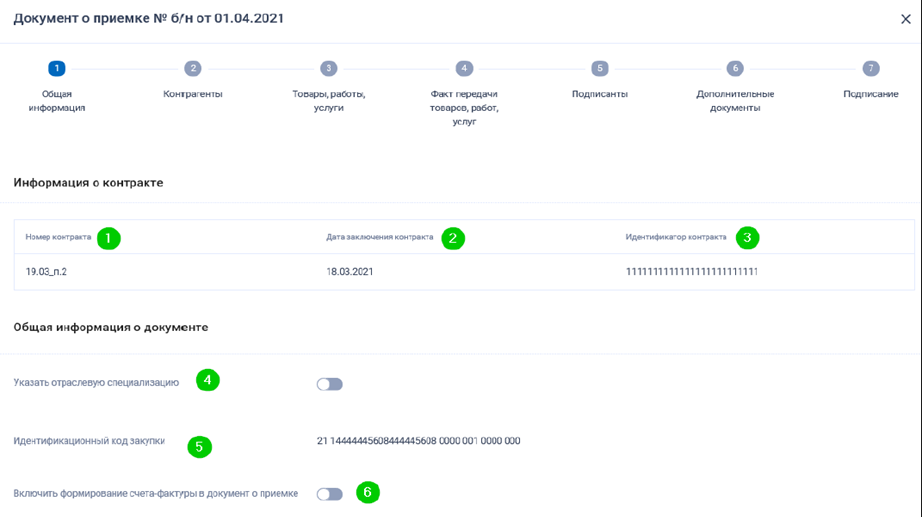 Документ о приемке № б/н от 01.04.2021
1 2 3 4 5 6 7
Общая Контрагенты Товары, работы, Факт передачи Подписанты Дополнительные Подписание
информация услуги товаров, работ, документы
услуг
Информация о контракте
Номер контракта 1 Дата заключения контракта 2 Идентификатор контракта 3
19.03_п.2 18.03.2021
Общая информация о документе
Указать отраслевую специализацию 4
Идентификационный код закупки 5 21 14444445608444445608 0000 001 0000 000
Включить формирование счета-фактуры в документ о приемке 6